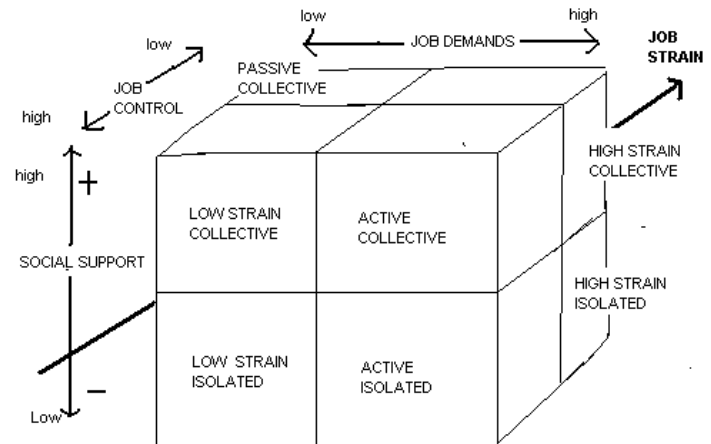 low
high
JOB DEMANDS
JOB
STRAIN
low
PASSIVE
COLLECTIVE
JOB
CONTROL
high
high
+
HIGH STRAIN
COLLECTIVE
LOW STRAIN
COLLECTIVE
ACTIVE
COLLECTIVE
SOCIAL SUPPORT
HIGH STRAIN
ISOLATED
LOW STRAIN
ISOLATED
ACTIVE
ISOLATED
−
Low